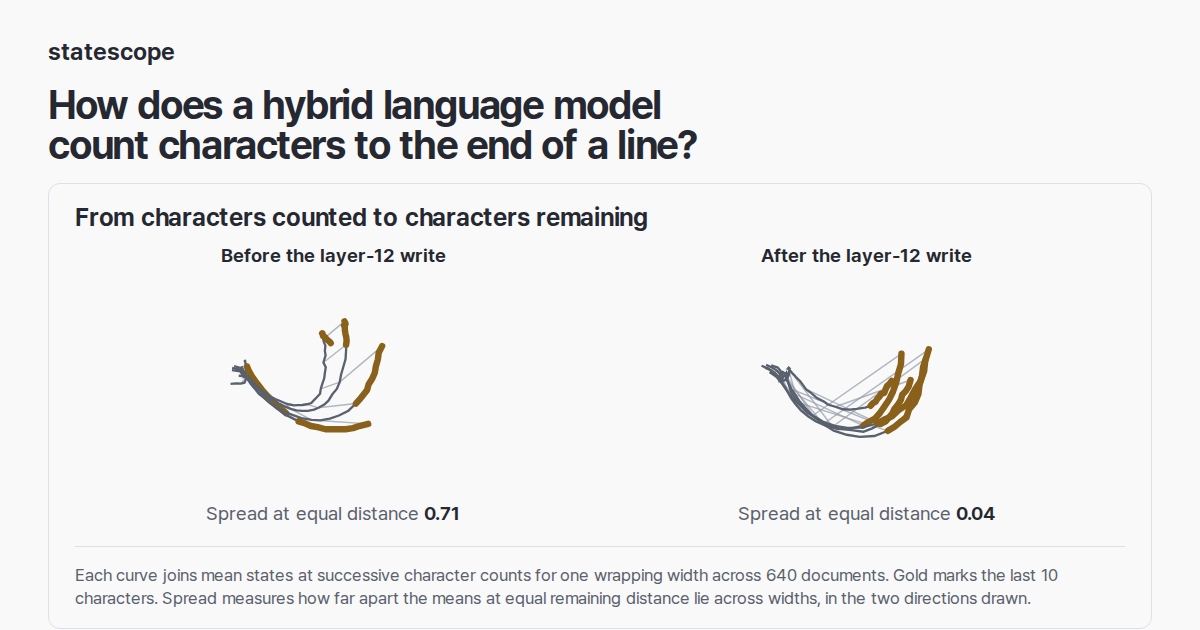 statescope
How does a hybrid language model
count characters to the end of a line?
From characters counted to characters remaining
Before the layer-12 write
After the layer-12 write
Spread at equal distance 0.71
Spread at equal distance 0.04
Each curve joins mean states at successive character counts for one wrapping width across 640 documents. Gold marks the last 10
characters. Spread measures how far apart the means at equal remaining distance lie across widths, in the two directions drawn.